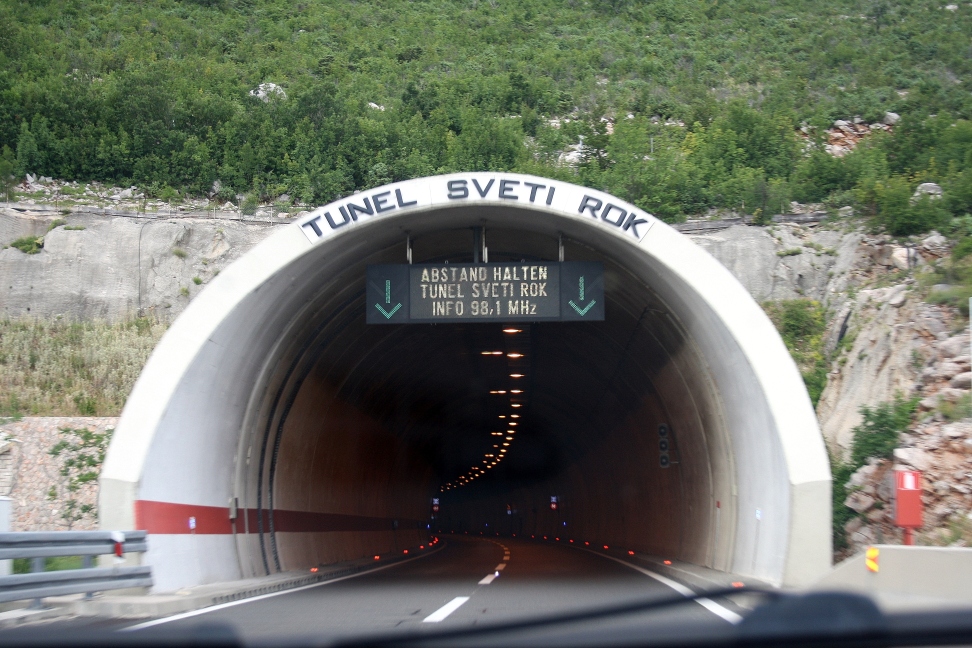 TUNEL SVETI ROK
ABSTAND HALTEN
TUNEL SVETI ROK
INFO 98,1 MHz